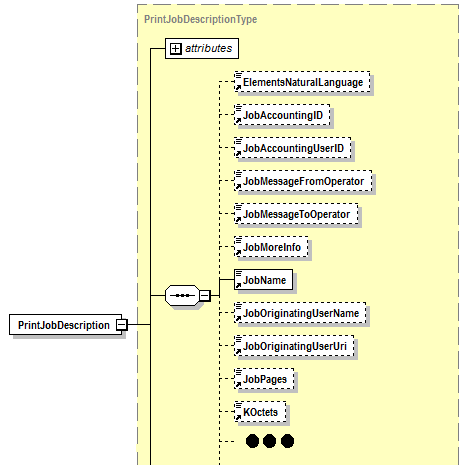 PrintJobDescriptionType
attributes
ElementsNaturalLanguage
JobAccountingID
JobAccountingUserID
JobMessageFromOperator
JobMessageToOperator
JobMoreInfo
JobName
PrintJobDescription
JobOriginatingUserName
JobOriginatingUserUri
JobPages
KOctets